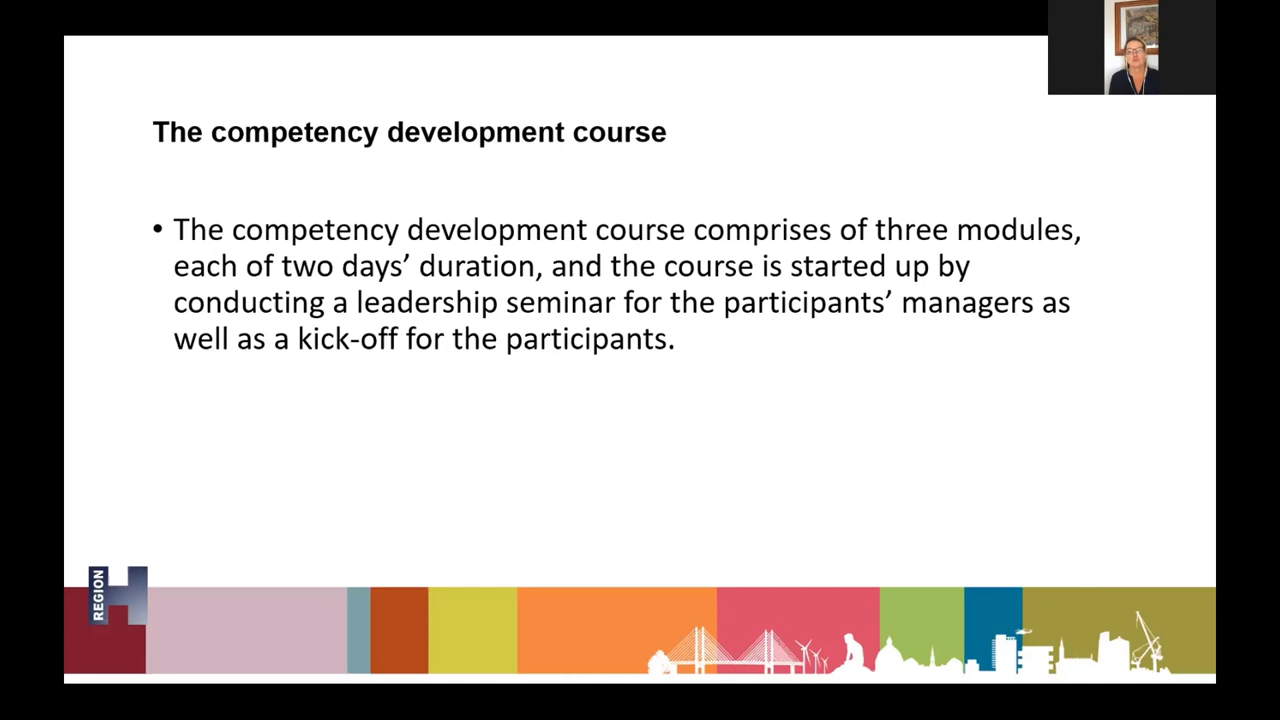 The competency development course
• The competency development course comprises of three modules,
each of two days’ duration, and the course is started up by
conducting a leadership seminar for the participants’ managers as
well as a kick-off for the participants.
REGION
H